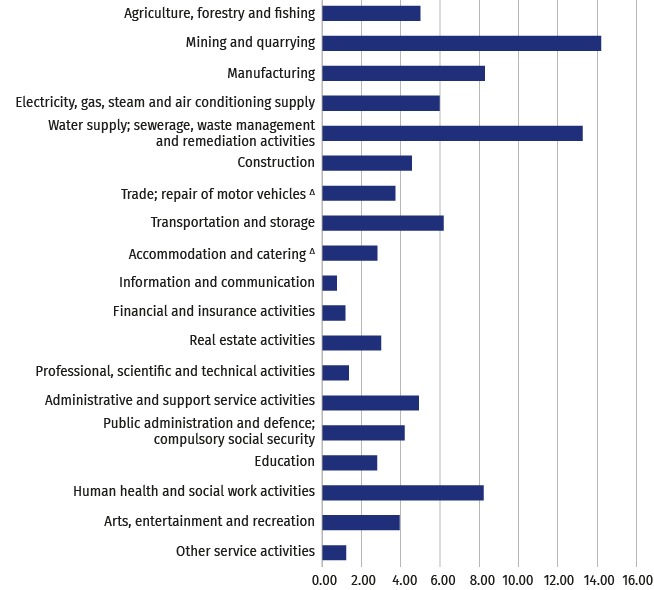 Agriculture, forestry and fishing
Mining and quarrying
Manufacturing
Electricity, gas, steam and air conditioning supply
Water supply; sewerage, waste management
and remediation activities
Construction
Trade; repair of motor vehicles ᐞ
Transportation and storage
Accommodation and catering ᐞ
Information and communication
Financial and insurance activities
Real estate activities
Professional, scientific and technical activities
Administrative and support service activities
Public administration and defence;
compulsory social security
Education
Human health and social work activities
Arts, entertainment and recreation
Other service activities
0.00 2.00 4.00 6.00 8.00 10.00 12.00 14.00 16.00